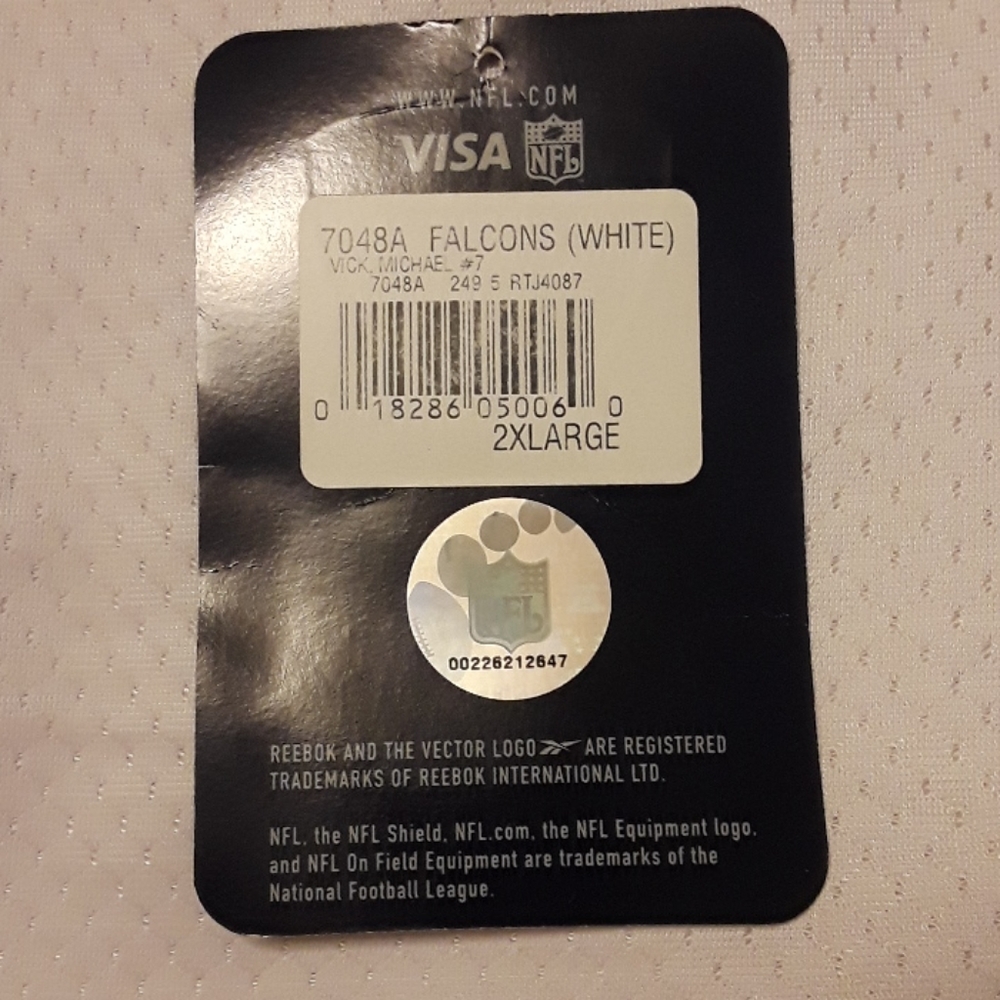 WWW.NFL.COM
VISA NFL
7048A FALCONS (WHITE)
VICK, MICHAEL #7
7048A 249 5 RTJ4087
0 18286 05006 0
2XLARGE
NFL
00226212647
REEBOK AND THE VECTOR LOGO ARE REGISTERED
TRADEMARKS OF REEBOK INTERNATIONAL LTD.
NFL, the NFL Shield, NFL.com, the NFL Equipment logo,
and NFL On Field Equipment are trademarks of the
National Football League.